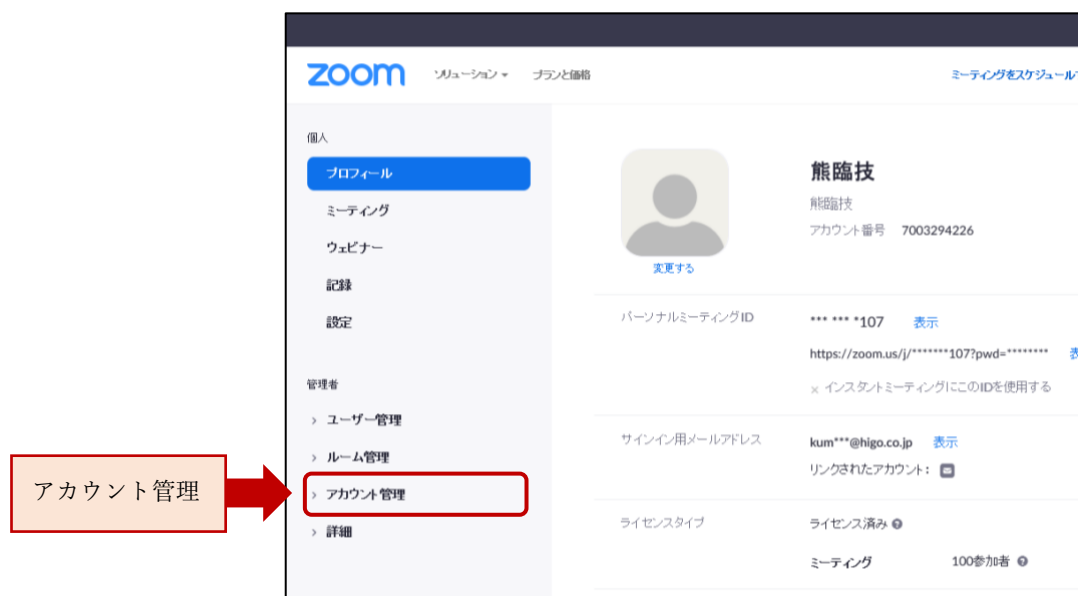 zoom ソリューション プランと価格 ミーティングをスケジュール
個人
プロフィール
ミーティング
ウェビナー
記録
設定
管理者
> ユーザー管理
> ルーム管理
> アカウント管理
> 詳細
アカウント管理
変更する
熊臨技
熊臨技
アカウント番号 7003294226
パーソナルミーティングID *** *** *107 表示
https://zoom.us/j/*******107?pwd=********
× インスタントミーティングにこのIDを使用する
サインイン用メールアドレス kum***@higo.co.jp 表示
リンクされたアカウント:
ライセンスタイプ ライセンス済み
ミーティング 100参加者